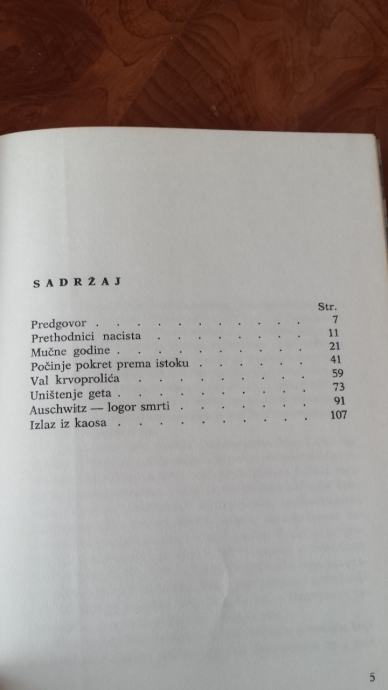 SADRŽAJ
Str.
Predgovor . . . . . . . . . . . 7
Prethodnici nacista . . . . . . . . 11
Mučne godine . . . . . . . . . . 21
Počinje pokret prema istoku . . . . . . 41
Val krvoprolića . . . . . . . . . 59
Uništenje geta . . . . . . . . . . 73
Auschwitz — logor smrti . . . . . . . 91
Izlaz iz kaosa . . . . . . . . . . 107
5